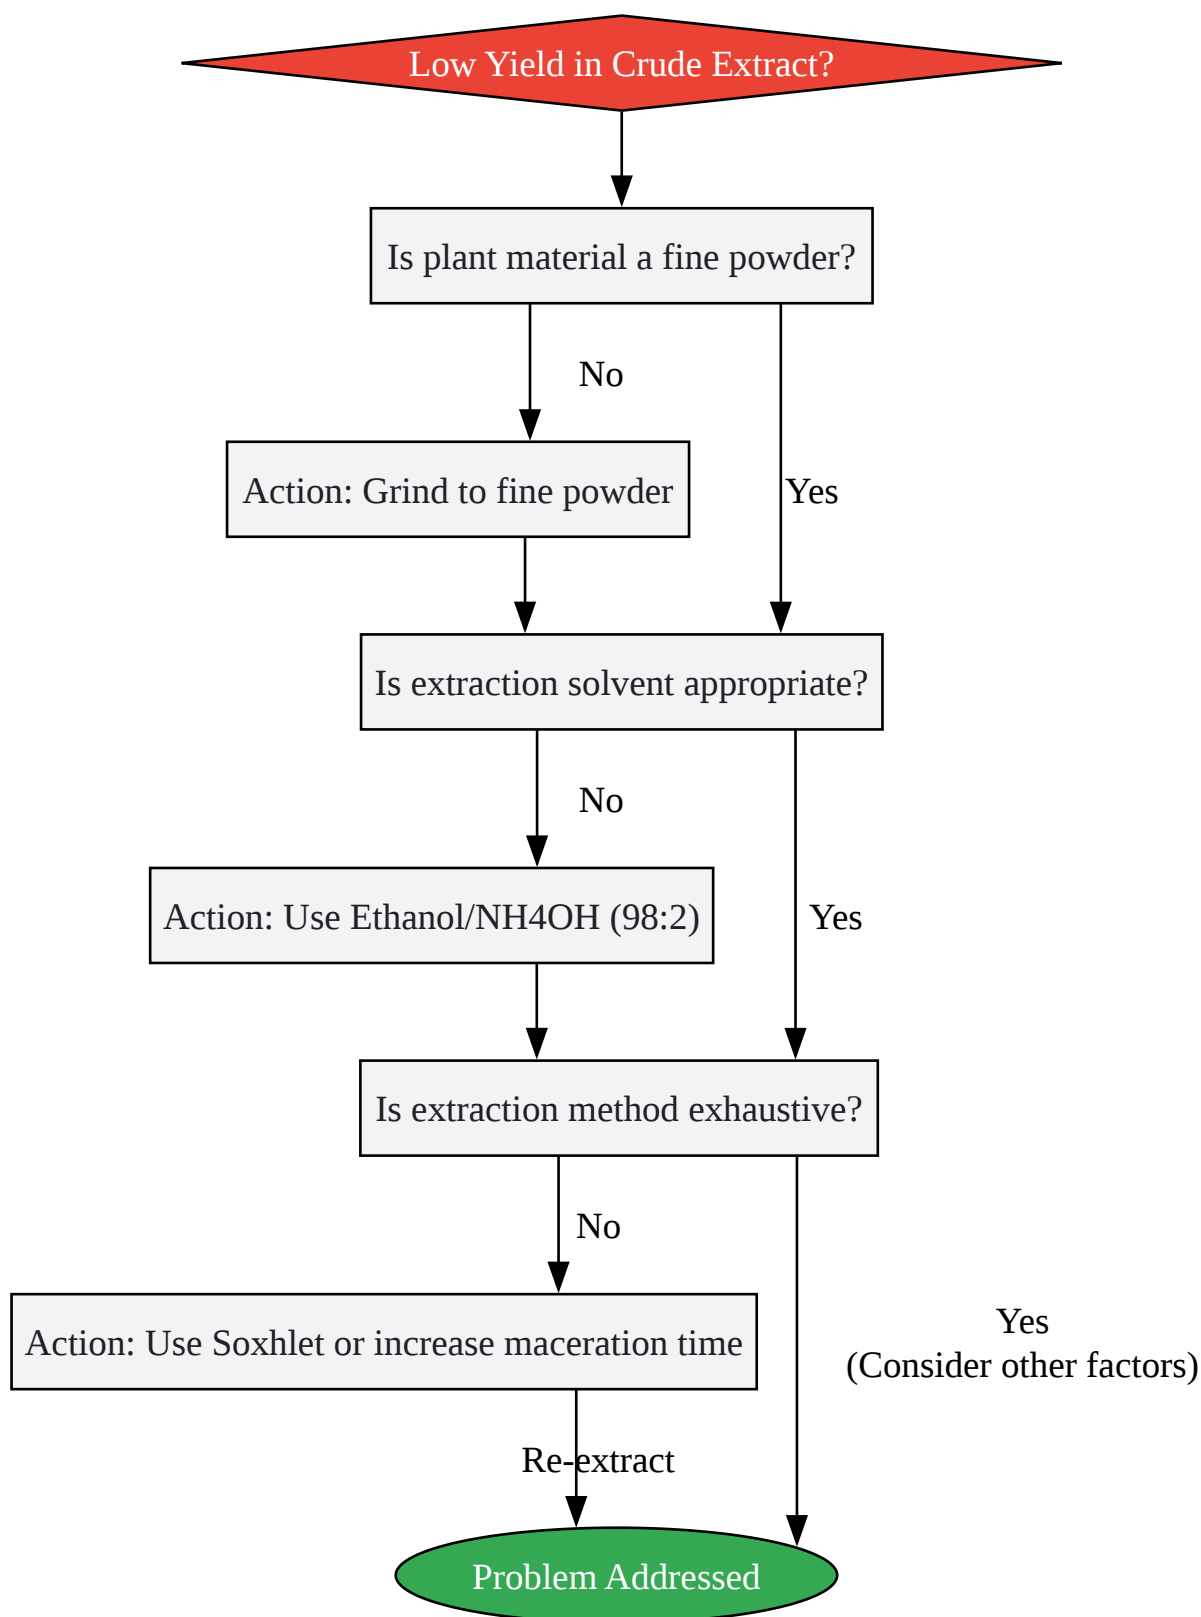 Low Yield in Crude Extract?
Is plant material a fine powder?
No
Action: Grind to fine powder
Yes
Is extraction solvent appropriate?
No
Action: Use Ethanol/NH4OH (98:2)
Yes
Is extraction method exhaustive?
No
Action: Use Soxhlet or increase maceration time
Yes
(Consider other factors)
Re-extract
Problem Addressed